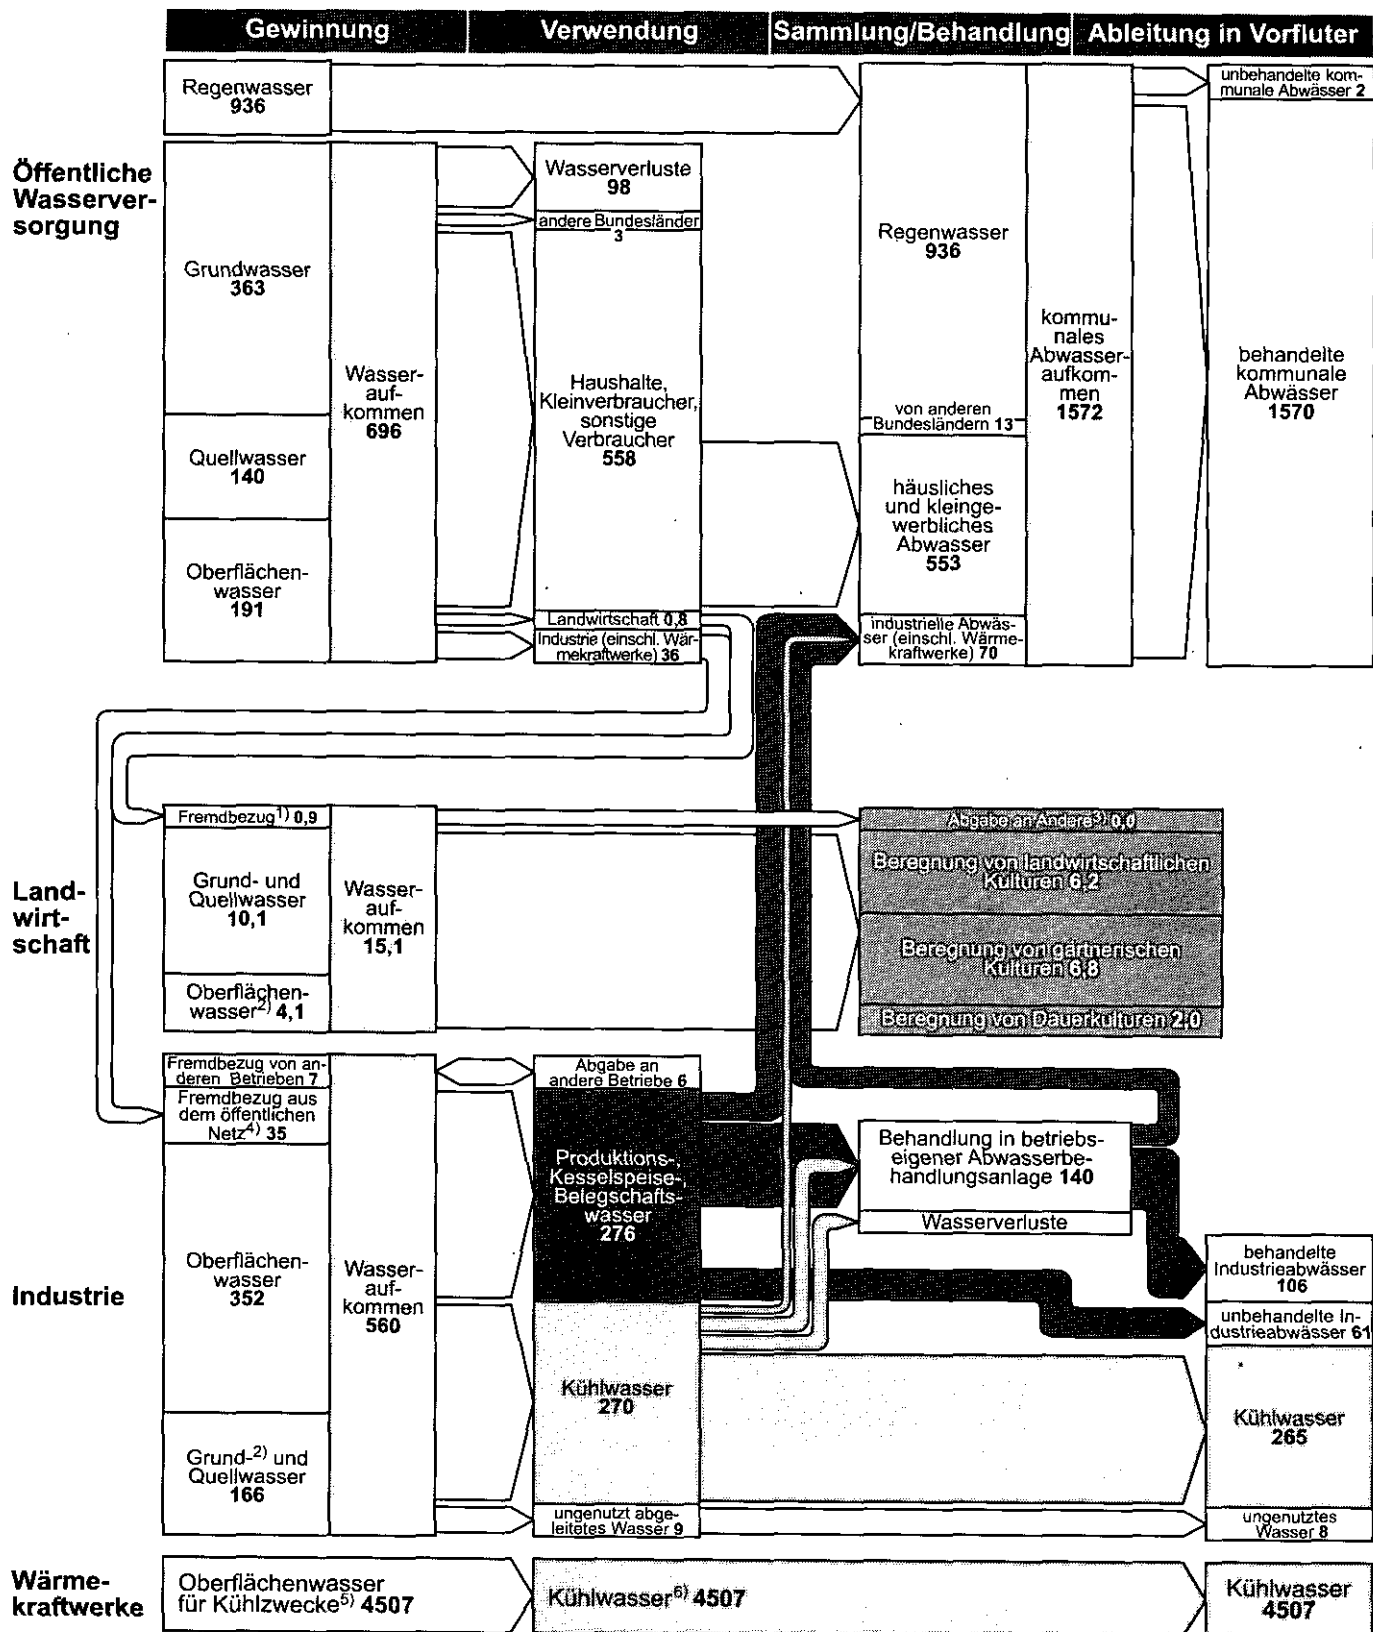 Gewinnung
Verwendung
Sammlung/Behandlung
Ableitung in Vorfluter
Öffentliche
Wasserver-
sorgung
Regenwasser
936
Grundwasser
363
Quellwasser
140
Oberflächen-
wasser
191
Wasser-
auf-
kommen
696
Wasserverluste
98
andere Bundesländer
3
Haushalte,
Kleinverbraucher,
sonstige
Verbraucher
558
Landwirtschaft 0,8
Industrie (einschl. Wär-
mekraftwerke) 36
Regenwasser
936
von anderen
Bundesländern 13
häusliches
und kleinge-
werbliches
Abwasser
553
industrielle Abwäs-
ser (einschl. Wärme-
kraftwerke) 70
kommu-
nales
Abwasser-
aufkom-
men
1572
unbehandelte kom-
munale Abwässer 2
behandelte
kommunale
Abwässer
1570
Land-
wirt-
schaft
Fremdbezug1) 0,9
Grund- und
Quellwasser
10,1
Oberflächen-
wasser2) 4,1
Wasser-
auf-
kommen
15,1
Abgabe an Andere3) 0,0
Beregnung von landwirtschaftlichen
Kulturen 6,2
Beregnung von gärtnerischen
Kulturen 6,8
Beregnung von Dauerkulturen 2,0
Industrie
Fremdbezug von an-
deren Betrieben 7
Fremdbezug aus
dem öffentlichen
Netz4) 35
Oberflächen-
wasser
352
Grund-2) und
Quellwasser
166
Wasser-
auf-
kommen
560
Abgabe an
andere Betriebe 6
Produktions-,
Kesselspeise-,
Belegschafts-
wasser
276
Kühlwasser
270
ungenutzt abge-
leitetes Wasser 9
Behandlung in betriebs-
eigener Abwasserbe-
handlungsanlage 140
Wasserverluste
behandelte
Industrieabwässer
106
unbehandelte In-
dustrieabwässer 61
Kühlwasser
265
ungenutztes
Wasser 8
Wärme-
kraftwerke
Oberflächenwasser
für Kühlzwecke5) 4507
Kühlwasser6) 4507
Kühlwasser
4507